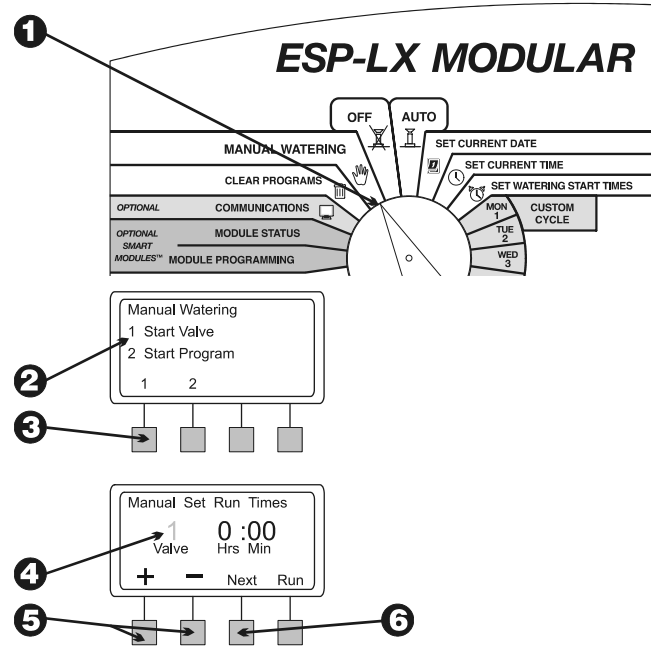 1
ESP-LX MODULAR
OFF
AUTO
MANUAL WATERING
SET CURRENT DATE
CLEAR PROGRAMS
SET CURRENT TIME
SET WATERING START TIMES
OPTIONAL
COMMUNICATIONS
MON
1
CUSTOM
CYCLE
OPTIONAL
SMART
MODULES™
MODULE STATUS
TUE
2
MODULE PROGRAMMING
WED
3
Manual Watering
1 Start Valve
2 Start Program
1 2
2
3
Manual Set Run Times
1 0 :00
Valve Hrs Min
+ − Next Run
4
5
6